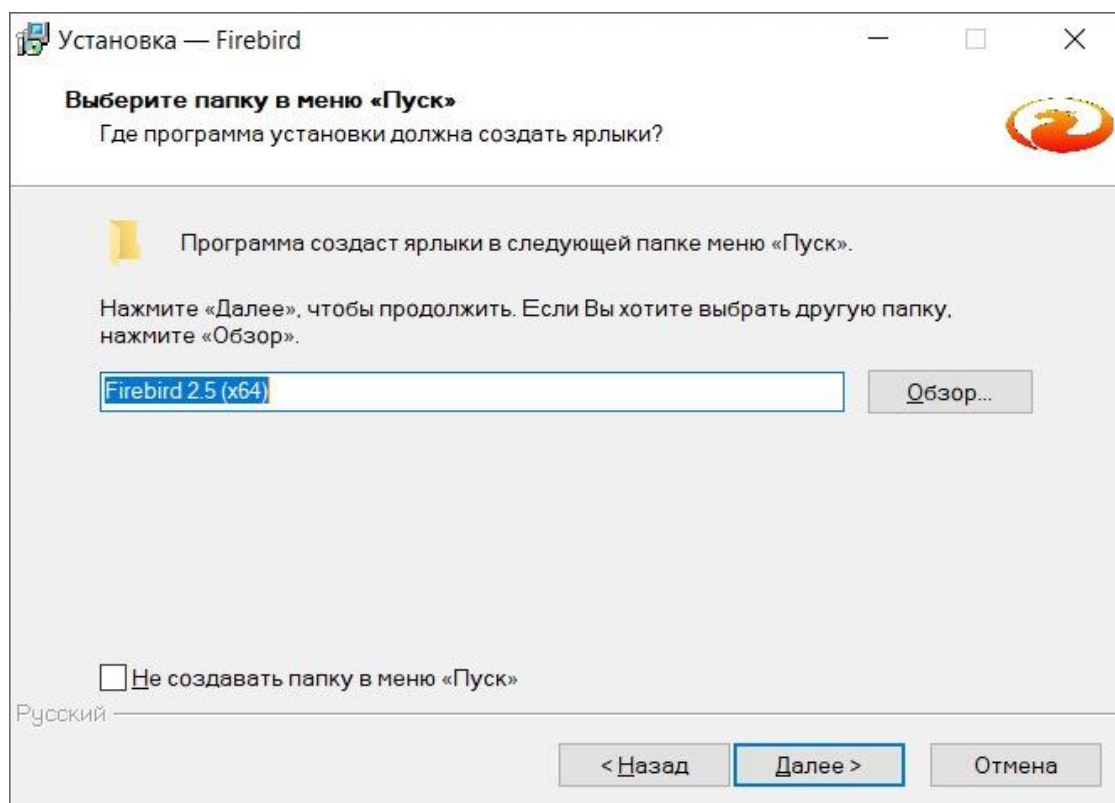 Установка — Firebird
Выберите папку в меню «Пуск»
Где программа установки должна создать ярлыки?
Программа создаст ярлыки в следующей папке меню «Пуск».
Нажмите «Далее», чтобы продолжить. Если Вы хотите выбрать другую папку,
нажмите «Обзор».
Firebird 2.5 (x64)
Обзор...
Не создавать папку в меню «Пуск»
Русский
< Назад
Далее >
Отмена